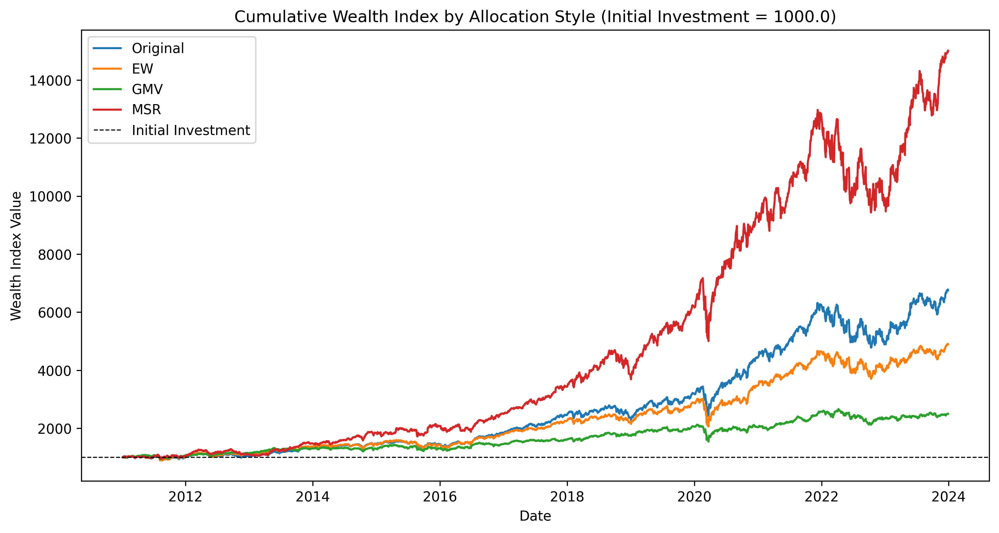 Cumulative Wealth Index by Allocation Style (Initial Investment = 1000.0)
Original
EW
GMV
MSR
Initial Investment
Wealth Index Value
14000
12000
10000
8000
6000
4000
2000
2012
2014
2016
2018
2020
2022
2024
Date